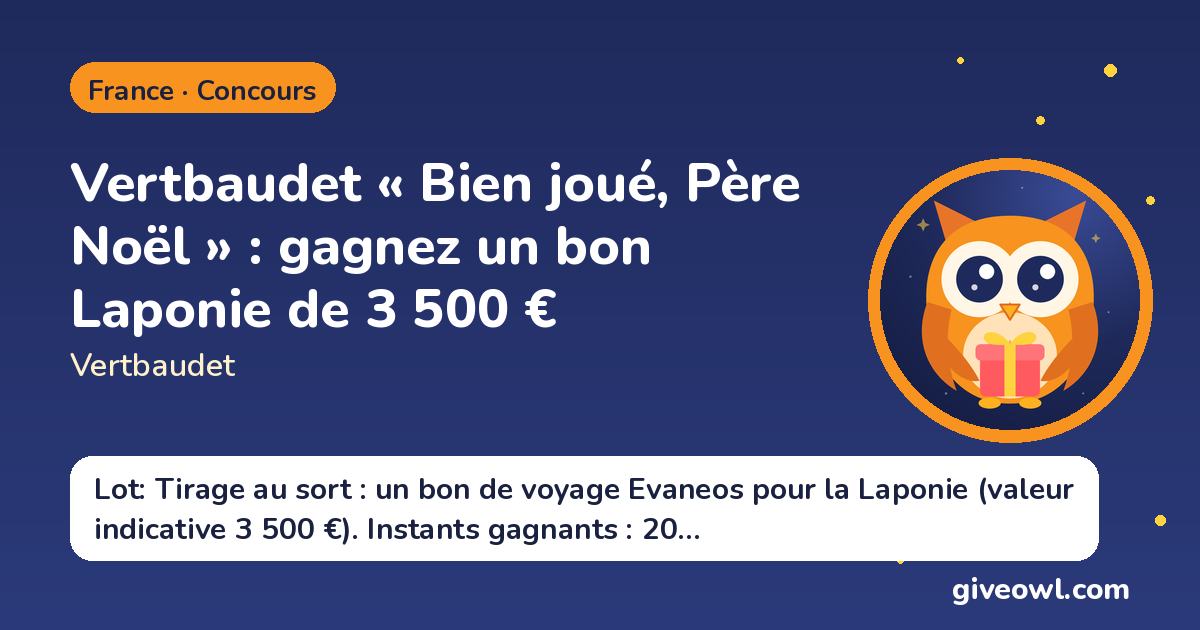 France · Concours
Vertbaudet « Bien joué, Père
Noël » : gagnez un bon
Laponie de 3 500 €
Vertbaudet
Lot: Tirage au sort : un bon de voyage Evaneos pour la Laponie (valeur
indicative 3 500 €). Instants gagnants : 20...
giveowl.com